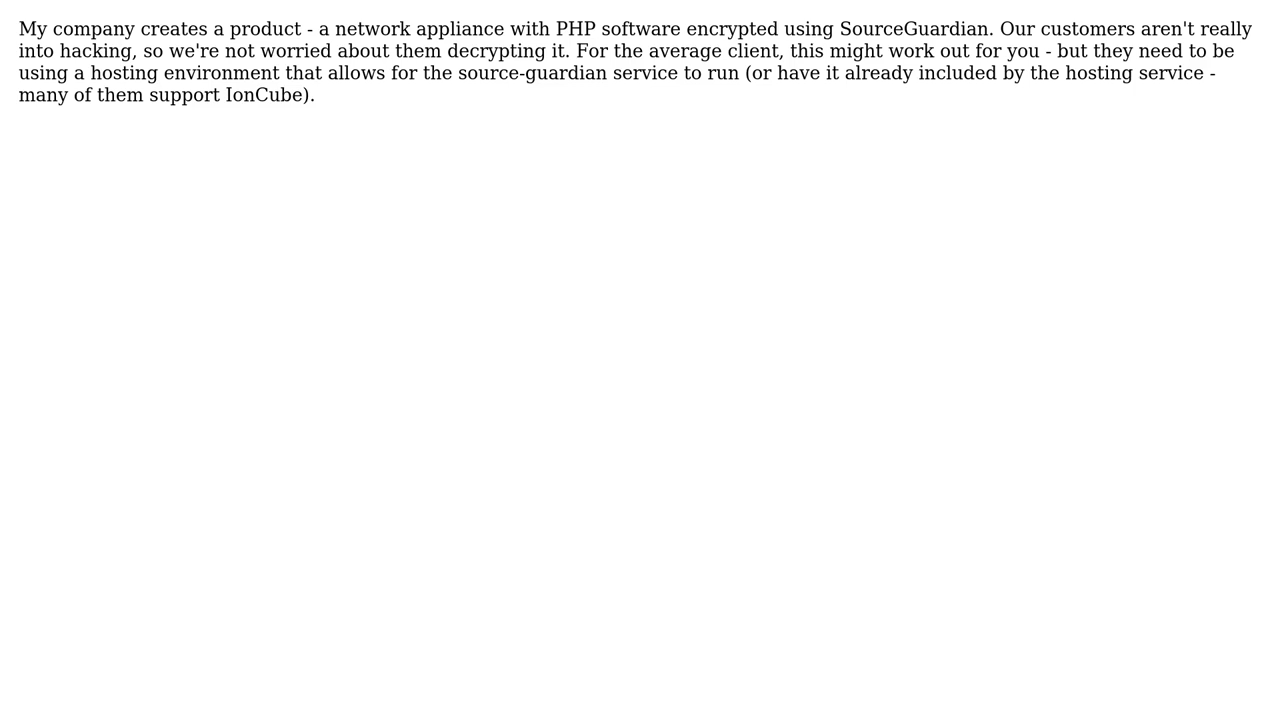 My company creates a product - a network appliance with PHP software encrypted using SourceGuardian. Our customers aren't really
into hacking, so we're not worried about them decrypting it. For the average client, this might work out for you - but they need to be
using a hosting environment that allows for the source-guardian service to run (or have it already included by the hosting service -
many of them support IonCube).